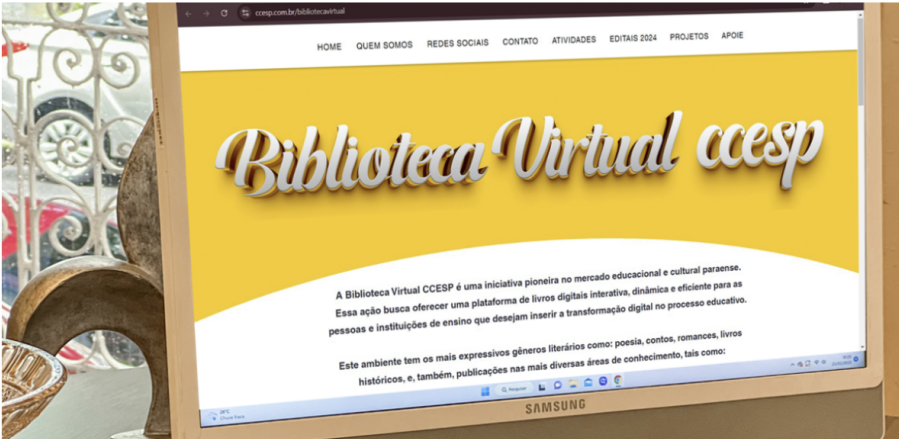 ccesp.com.br/bibliotecavirtual
HOME QUEM SOMOS REDES SOCIAIS CONTATO ATIVIDADES EDITAIS 2024 PROJETOS APOIE
Biblioteca Virtual ccesp
A Biblioteca Virtual CCESP é uma iniciativa pioneira no mercado educacional e cultural paraense.
Essa ação busca oferecer uma plataforma de livros digitais interativa, dinâmica e eficiente para as
pessoas e instituições de ensino que desejam inserir a transformação digital no processo educativo.
Este ambiente tem os mais expressivos gêneros literários como: poesia, contos, romances, livros
históricos, e, também, publicações nas mais diversas áreas de conhecimento, tais como:
Pesquisar
SAMSUNG